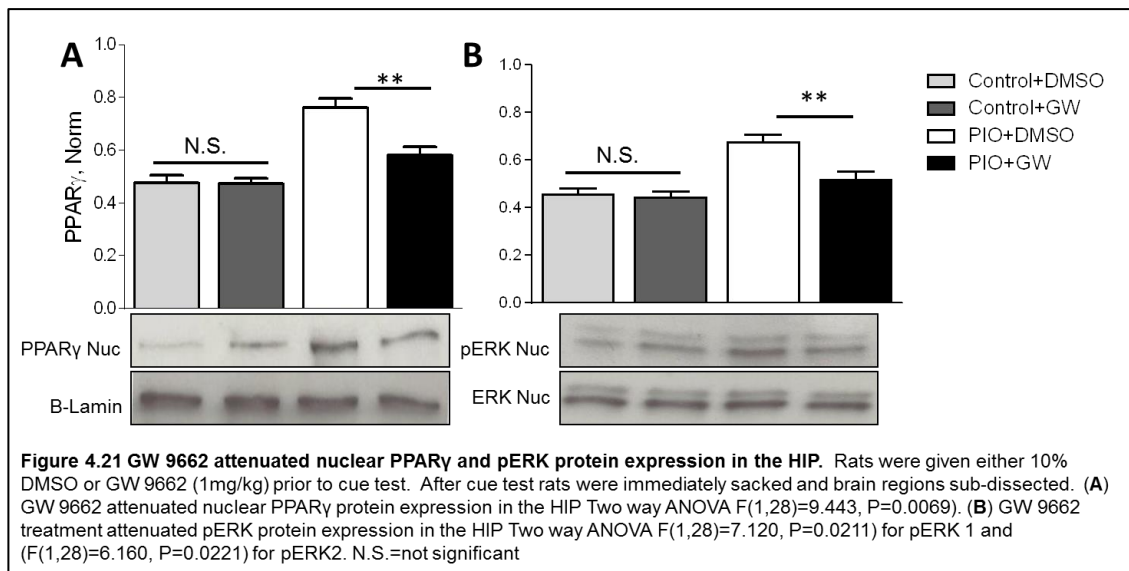 A
B
1.0
0.8
0.6
0.4
0.2
0.0
PPARγ, Norm
N.S.
**
1.0
0.8
0.6
0.4
0.2
0.0
N.S.
**
Control+DMSO
Control+GW
PIO+DMSO
PIO+GW
PPARγ Nuc
B-Lamin
pERK Nuc
ERK Nuc
Figure 4.21 GW 9662 attenuated nuclear PPARγ and pERK protein expression in the HIP. Rats were given either 10%
DMSO or GW 9662 (1mg/kg) prior to cue test. After cue test rats were immediately sacked and brain regions sub-dissected. (A)
GW 9662 attenuated nuclear PPARγ protein expression in the HIP Two way ANOVA F(1,28)=9.443, P=0.0069). (B) GW 9662
treatment attenuated pERK protein expression in the HIP Two way ANOVA F(1,28)=7.120, P=0.0211) for pERK 1 and
(F(1,28)=6.160, P=0.0221) for pERK2. N.S.=not significant